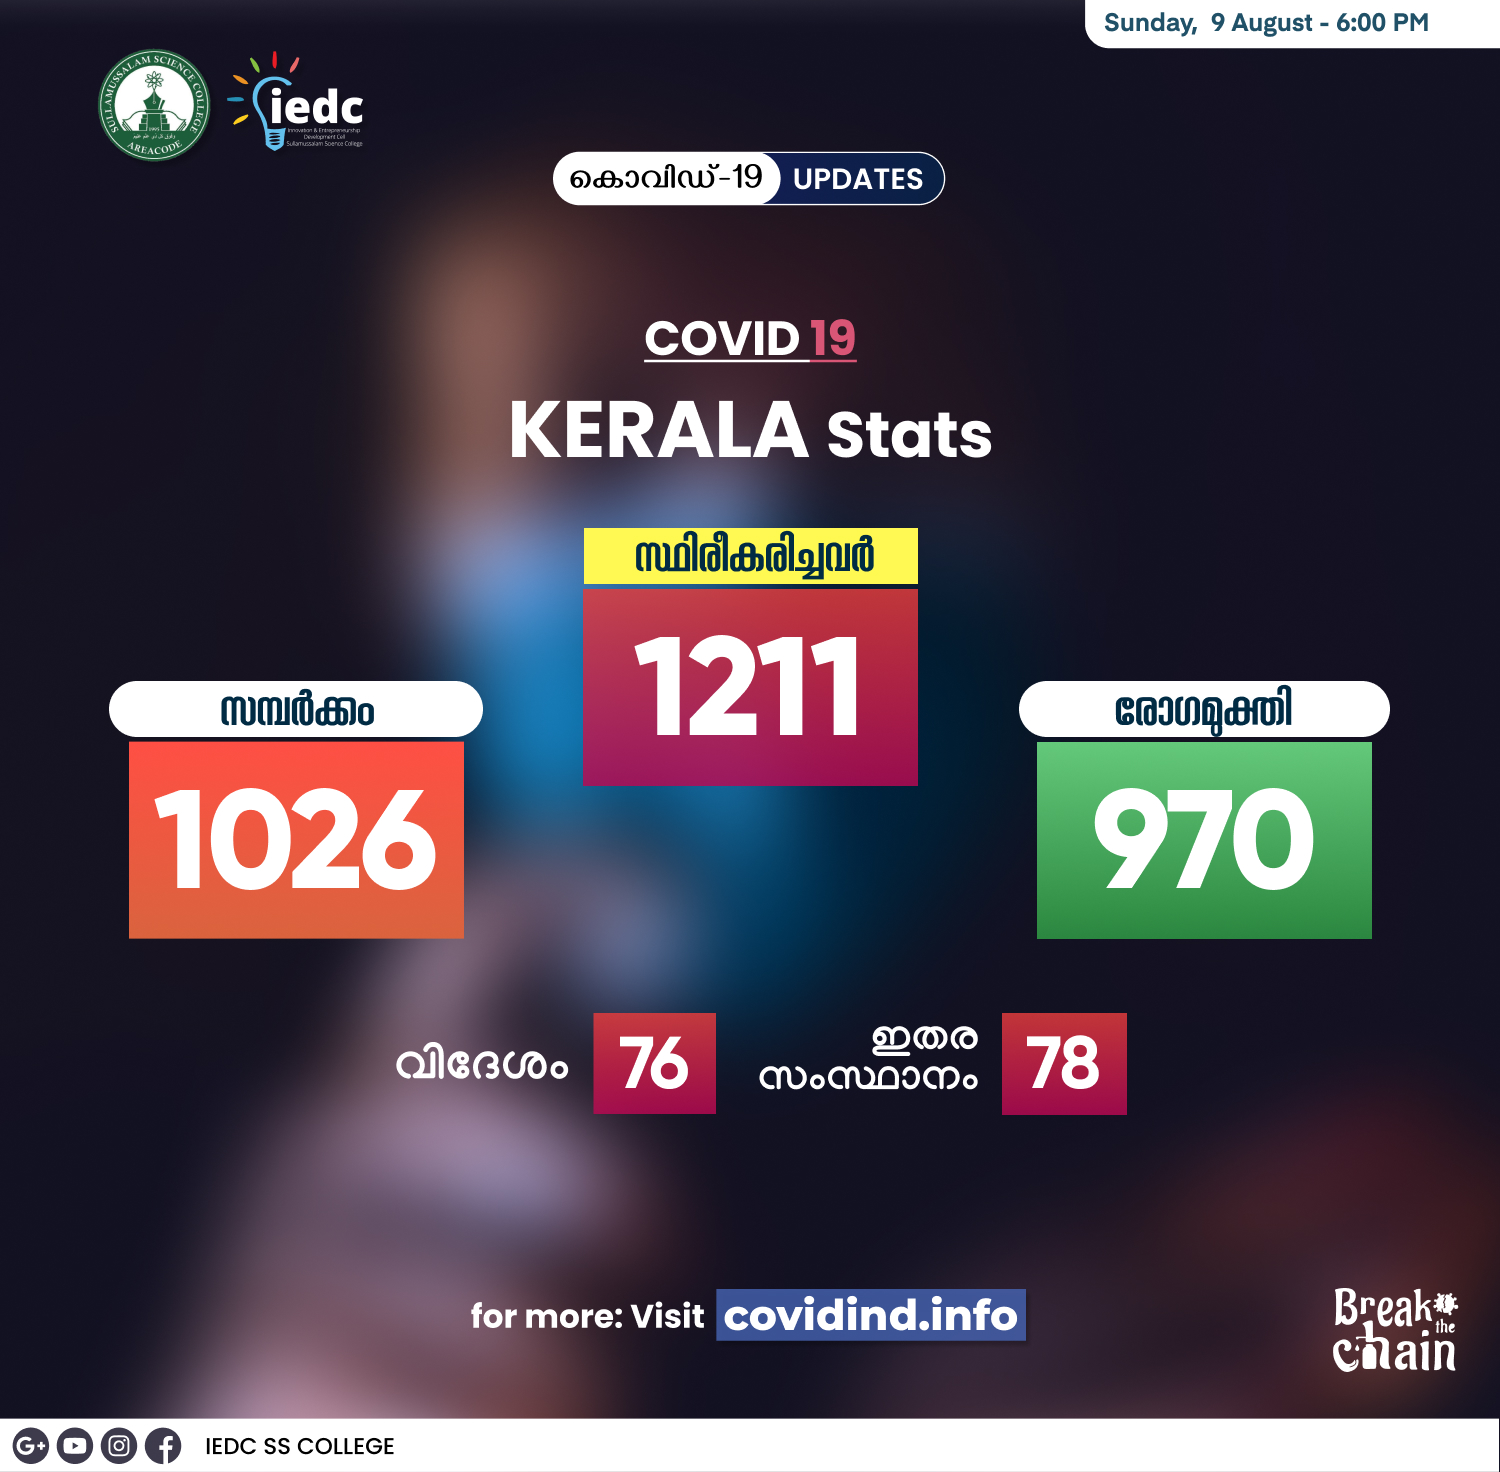 Sunday, 9 August - 6:00 PM
SULLAMUSSALAM SCIENCE COLLEGE
1995
AREACODE
iedc
Innovation & Entrepreneurship
Development Cell
Sullamussalam Science College
കൊവിഡ്-19 UPDATES
COVID 19
KERALA Stats
സ്ഥിരീകരിച്ചവർ
1211
സമ്പർക്കം
1026
രോഗമുക്തി
970
വിദേശം 76
ഇതര
സംസ്ഥാനം 78
for more: Visit covidind.info
Break
the
chain
G+ IEDC SS COLLEGE